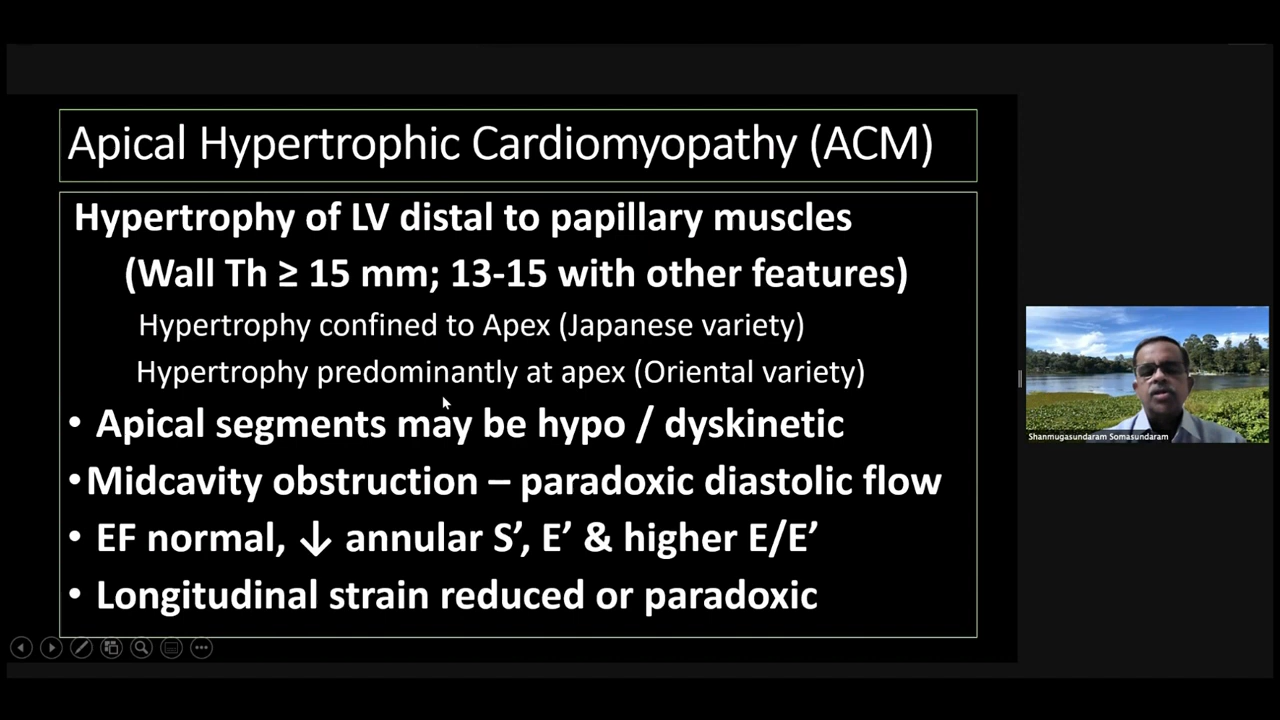 Apical Hypertrophic Cardiomyopathy (ACM)
Hypertrophy of LV distal to papillary muscles
(Wall Th ≥ 15 mm; 13-15 with other features)
Hypertrophy confined to Apex (Japanese variety)
Hypertrophy predominantly at apex (Oriental variety)
• Apical segments may be hypo / dyskinetic
• Midcavity obstruction – paradoxic diastolic flow
• EF normal, ↓ annular S’, E’ & higher E/E’
• Longitudinal strain reduced or paradoxic
Shanmugasundaram Somasundaram